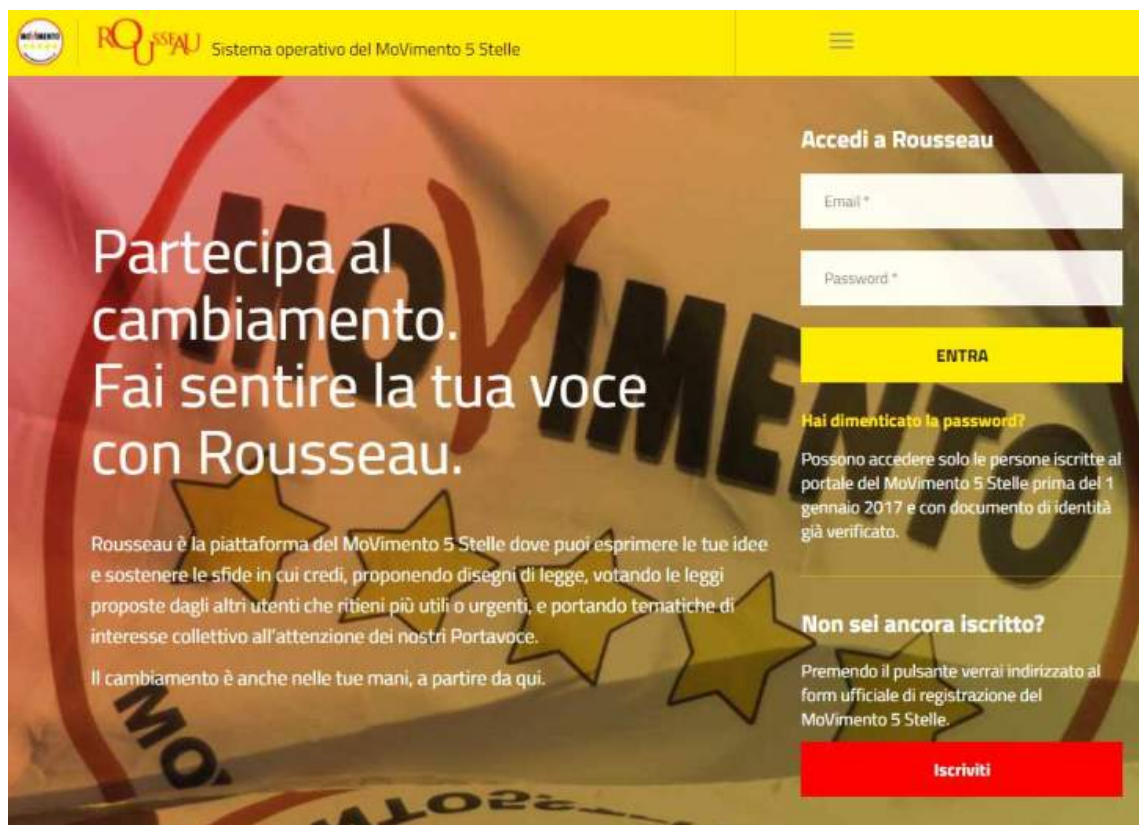 MoVimento
ROUSSEAU
Sistema operativo del MoVimento 5 Stelle
Partecipa al
cambiamento.
Fai sentire la tua voce
con Rousseau.
Rousseau è la piattaforma del MoVimento 5 Stelle dove puoi esprimere le tue idee
e sostenere le sfide in cui credi, proponendo disegni di legge, votando le leggi
proposte dagli altri utenti che ritieni più utili o urgenti, e portando tematiche di
interesse collettivo all'attenzione dei nostri Portavoce.
Il cambiamento è anche nelle tue mani, a partire da qui.
MOVIMENTO
Accedi a Rousseau
Email *
Password *
ENTRA
Hai dimenticato la password?
Possono accedere solo le persone iscritte al
portale del MoVimento 5 Stelle prima del 1
gennaio 2017 e con documento di identità
già verificato.
Non sei ancora iscritto?
Premendo il pulsante verrai indirizzato al
form ufficiale di registrazione del
MoVimento 5 Stelle.
Iscriviti